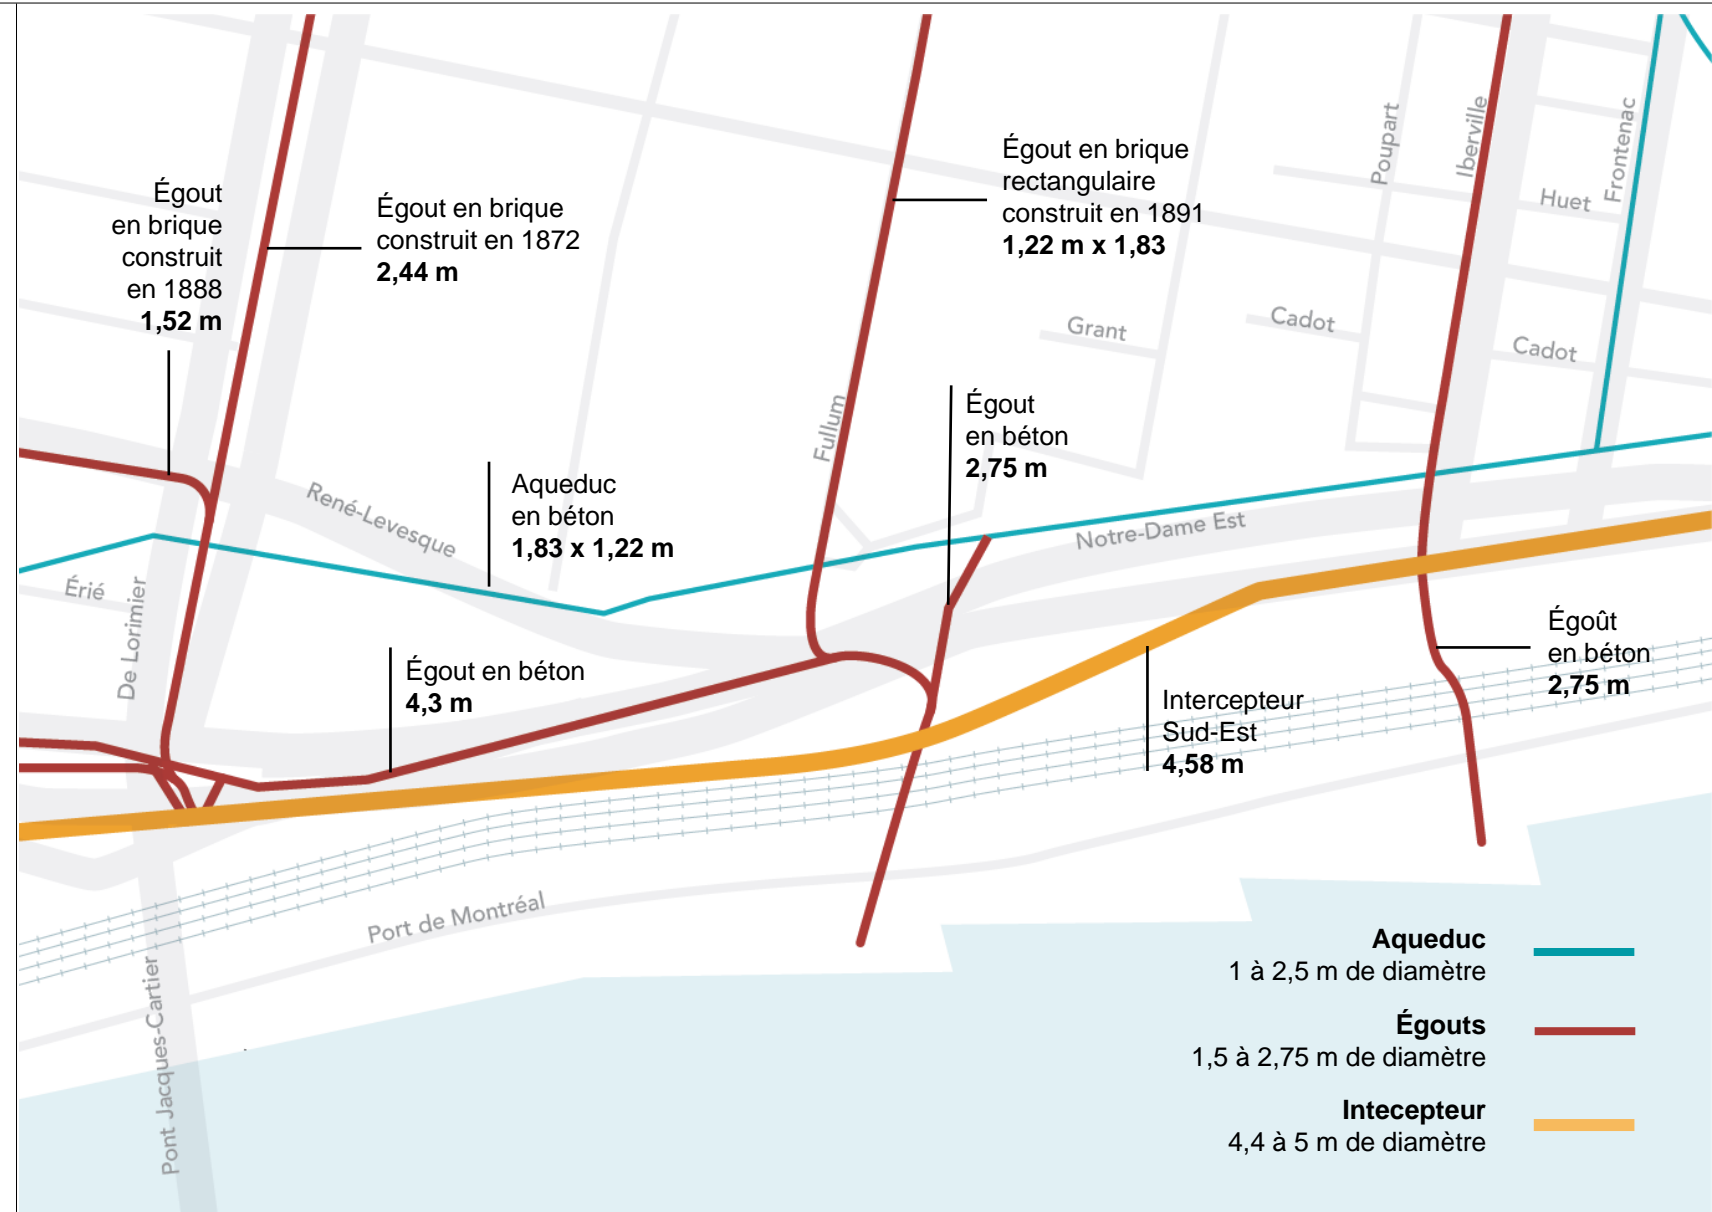 Égout
en brique
construit
en 1888
1,52 m
Égout en brique
construit en 1872
2,44 m
Égout en brique
rectangulaire
construit en 1891
1,22 m x 1,83
Poupart
Iberville
Frontenac
Huet
Grant
Cadot
Cadot
Fullum
Égout
en béton
2,75 m
René-Levesque
Aqueduc
en béton
1,83 x 1,22 m
Notre-Dame Est
Érié
De Lorimier
Égout en béton
4,3 m
Égoût
en béton
2,75 m
Intercepteur
Sud-Est
4,58 m
Port de Montréal
Pont Jacques-Cartier
Aqueduc
1 à 2,5 m de diamètre
Égouts
1,5 à 2,75 m de diamètre
Intecepteur
4,4 à 5 m de diamètre